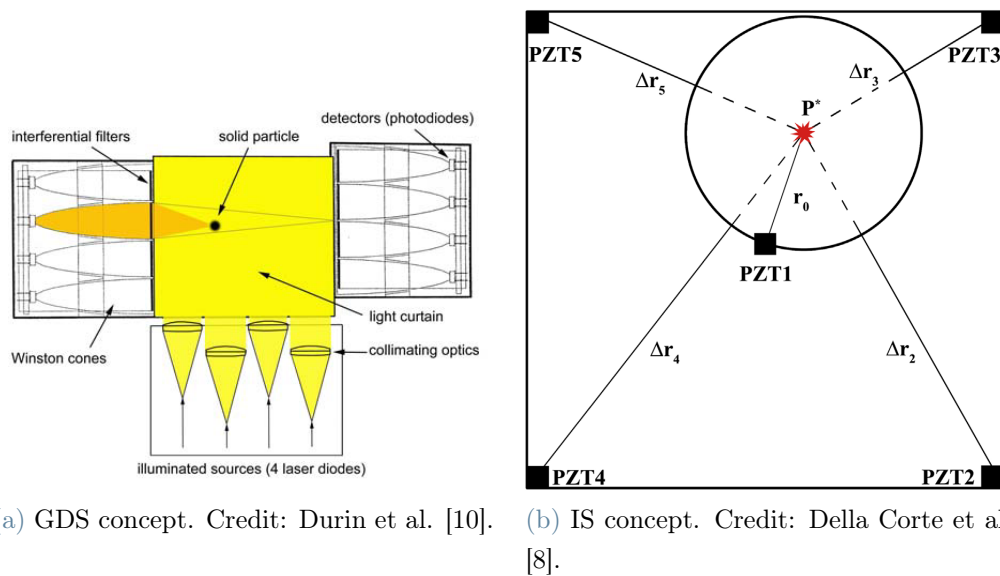 interferential filters
solid particle
detectors (photodiodes)
light curtain
Winston cones
collimating optics
illuminated sources (4 laser diodes)
a) GDS concept. Credit: Durin et al. [10].
PZT5
PZT3
Δr5
Δr3
P*
r0
PZT1
Δr4
Δr2
PZT4
PZT2
(b) IS concept. Credit: Della Corte et al
[8].